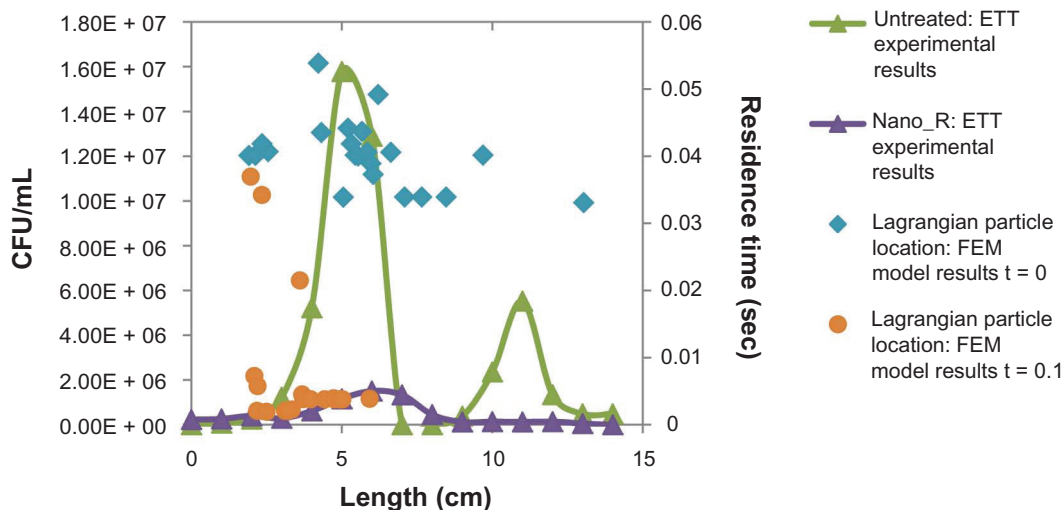 1.80E + 07
1.60E + 07
1.40E + 07
1.20E + 07
1.00E + 07
8.00E + 06
6.00E + 06
4.00E + 06
2.00E + 06
0.00E + 00
CFU/mL
0
5
10
15
Length (cm)
0.06
0.05
0.04
0.03
0.02
0.01
0
Residence time (sec)
Untreated: ETT
experimental
results
Nano_R: ETT
experimental
results
Lagrangian particle
location: FEM
model results t = 0
Lagrangian particle
location: FEM
model results t = 0.1